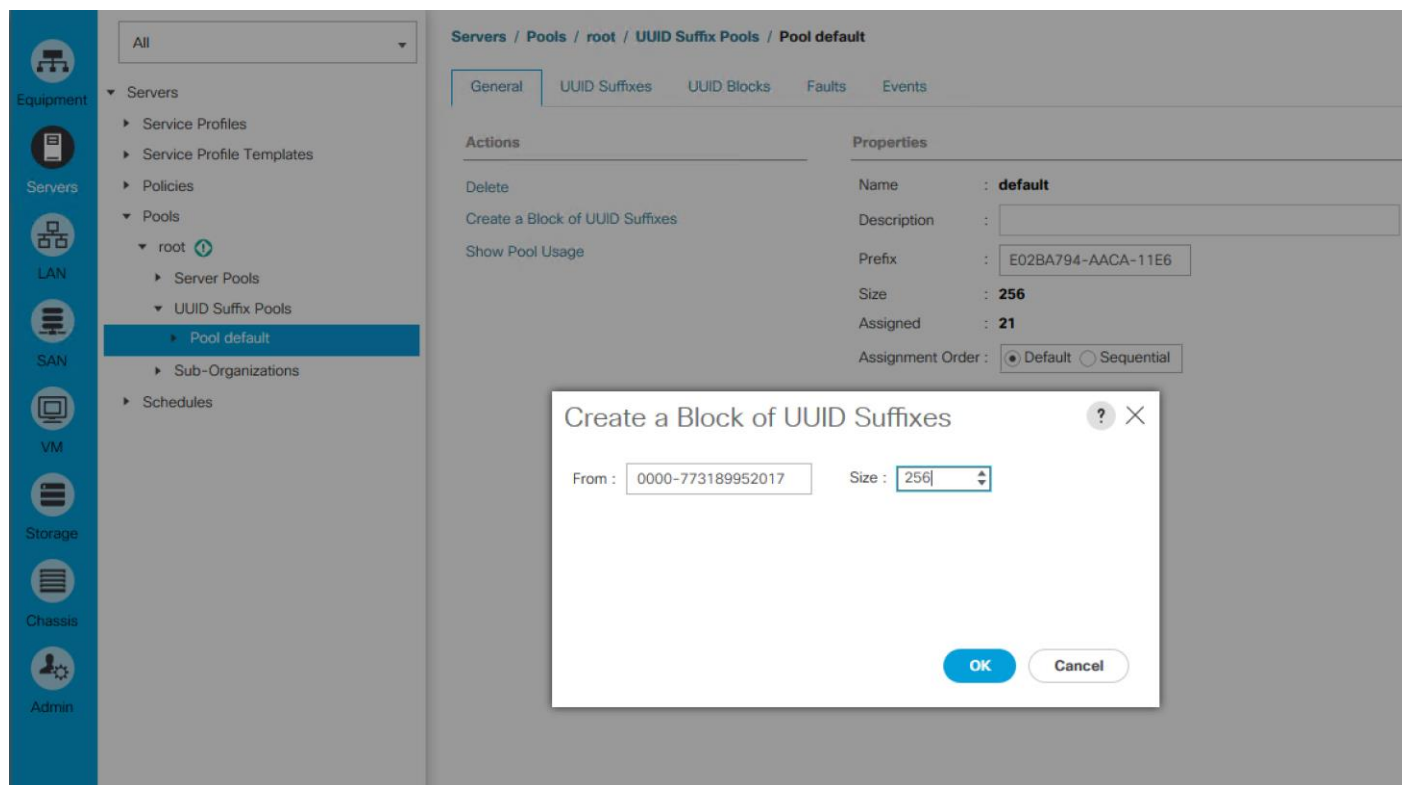 Equipment
Servers
LAN
SAN
VM
Storage
Chassis
Admin
All
Servers
Service Profiles
Service Profile Templates
Policies
Pools
root
Server Pools
UUID Suffix Pools
Pool default
Sub-Organizations
Schedules
Servers / Pools / root / UUID Suffix Pools / Pool default
General UUID Suffixes UUID Blocks Faults Events
Actions
Delete
Create a Block of UUID Suffixes
Show Pool Usage
Properties
Name : default
Description :
Prefix : E02BA794-AACA-11E6
Size : 256
Assigned : 21
Assignment Order : Default Sequential
Create a Block of UUID Suffixes ?
From : 0000-773189952017 Size : 256
OK Cancel